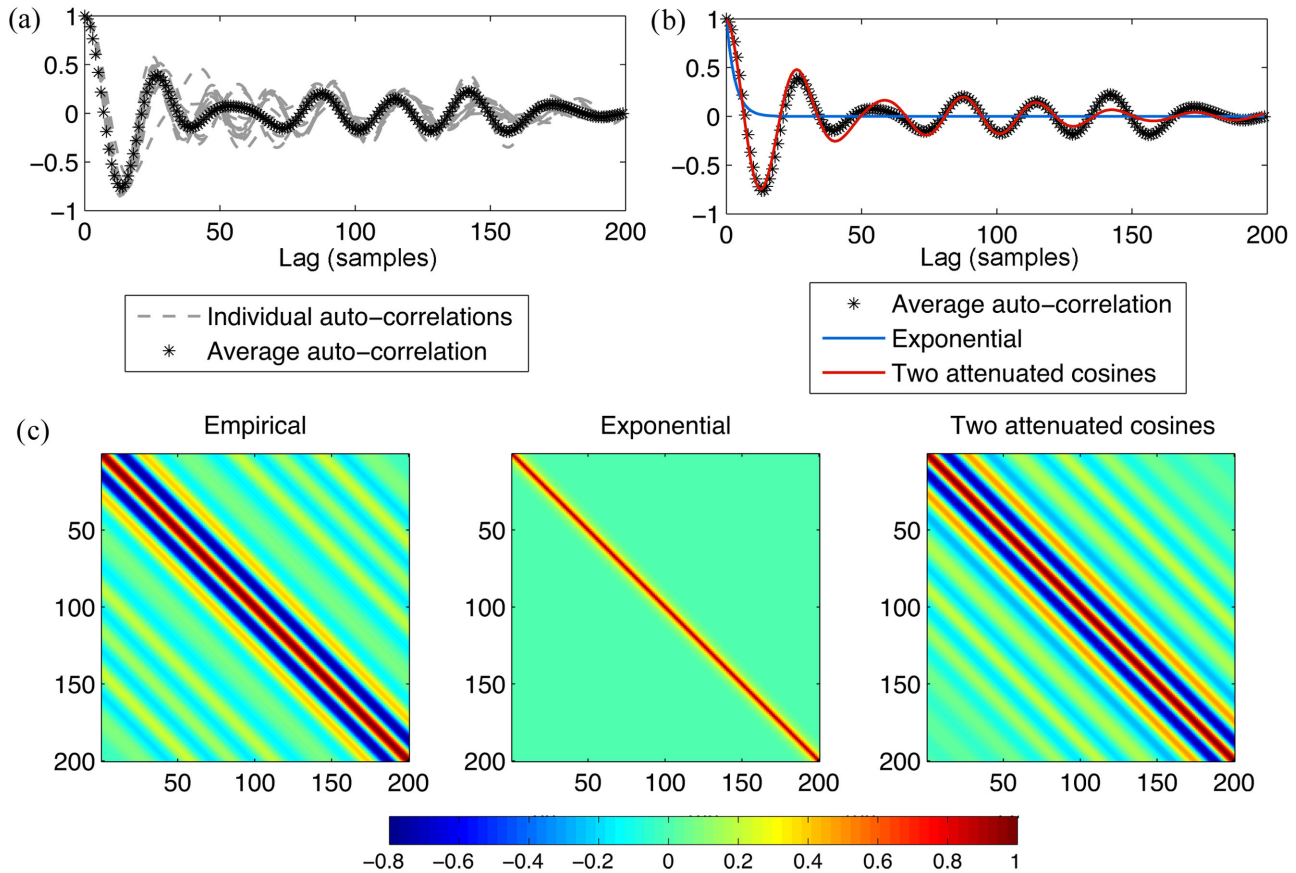 (a)
1
0.5
0
−0.5
−1
0 50 100 150 200
Lag (samples)
Individual auto−correlations
Average auto−correlation
(b)
1
0.5
0
−0.5
−1
0 50 100 150 200
Lag (samples)
Average auto−correlation
Exponential
Two attenuated cosines
(c)
Empirical
50
100
150
200
50 100 150 200
Exponential
50
100
150
200
50 100 150 200
Two attenuated cosines
50
100
150
200
50 100 150 200
−0.8 −0.6 −0.4 −0.2 0 0.2 0.4 0.6 0.8 1